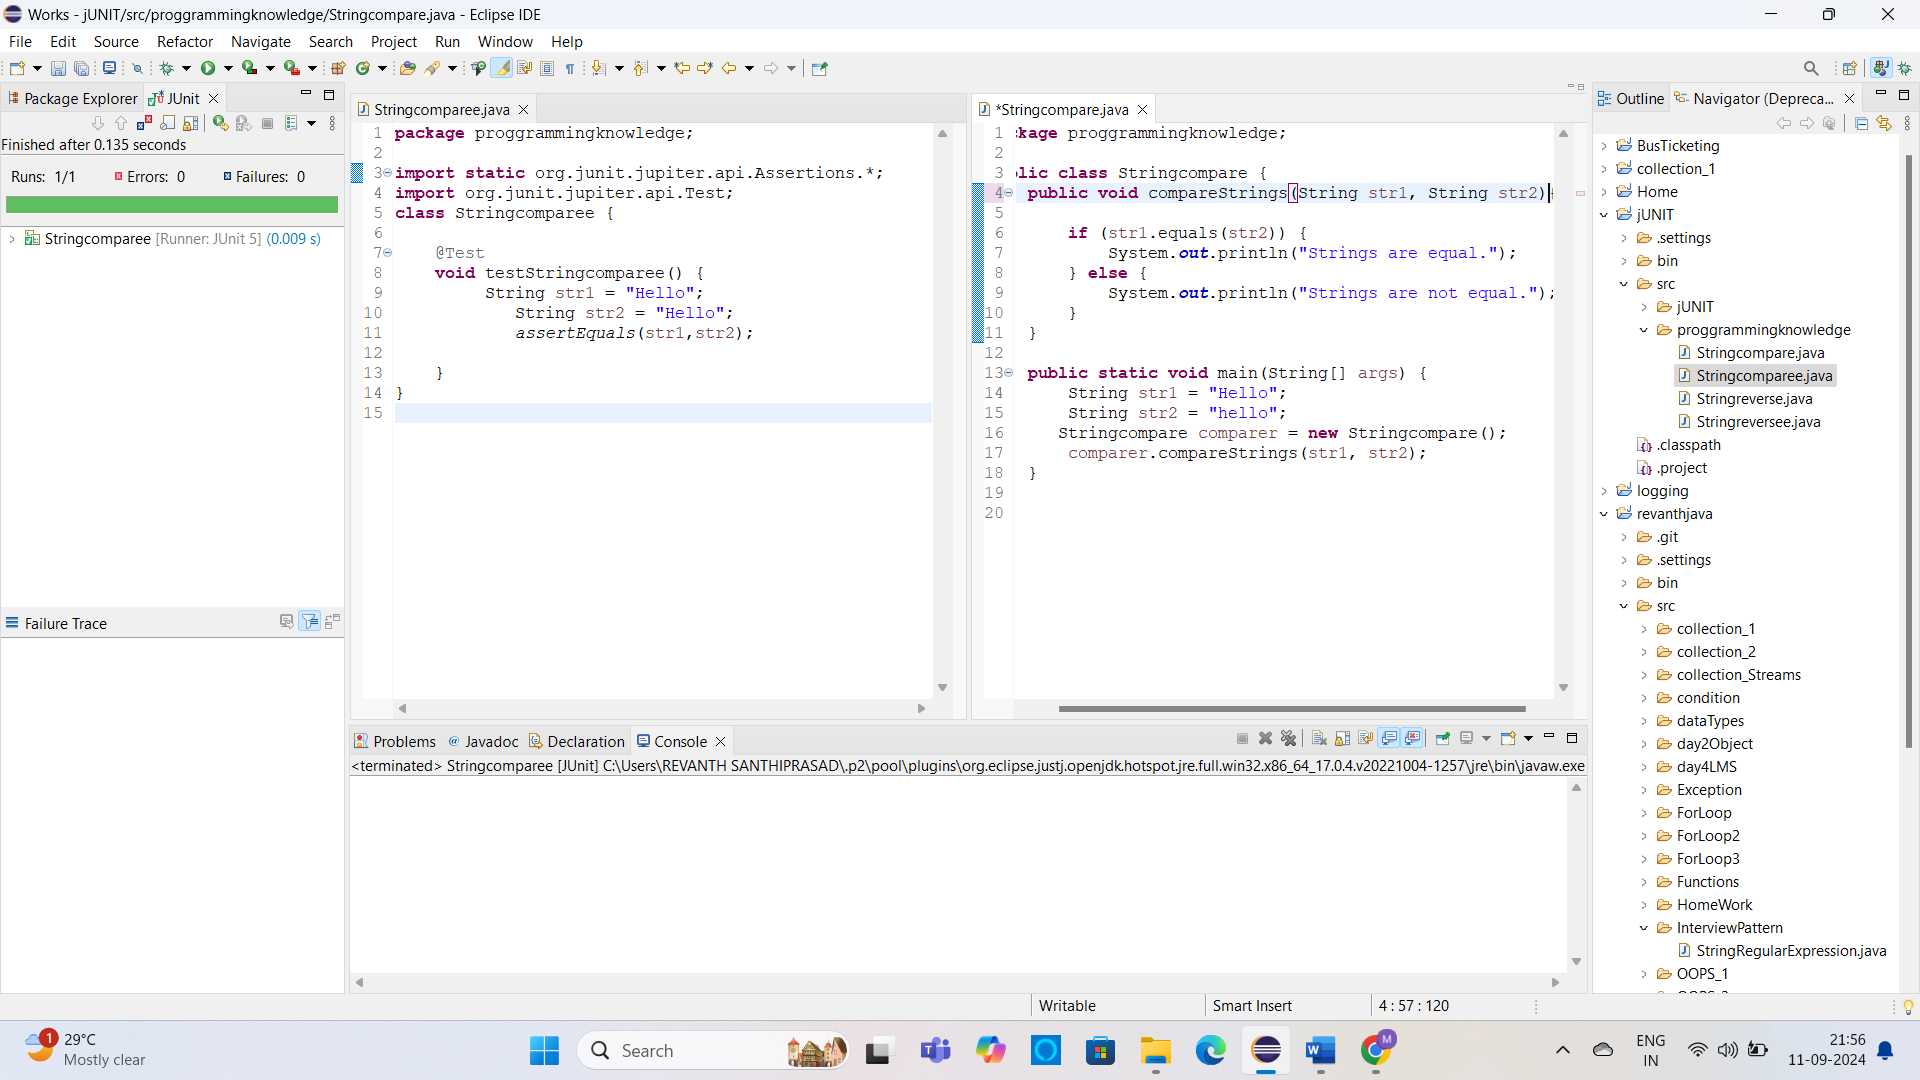 Works - jUNIT/src/proggrammingknowledge/Stringcompare.java - Eclipse IDE
File Edit Source Refactor Navigate Search Project Run Window Help
Package Explorer JUnit
Finished after 0.135 seconds
Runs: 1/1 Errors: 0 Failures: 0
Stringcomparee [Runner: JUnit 5] (0.009 s)
Failure Trace
Stringcomparee.java
1 package proggrammingknowledge;
2
3 import static org.junit.jupiter.api.Assertions.*;
4 import org.junit.jupiter.api.Test;
5 class Stringcomparee {
6
7 @Test
8 void testStringcomparee() {
9 String str1 = "Hello";
10 String str2 = "Hello";
11 assertEquals(str1,str2);
12
13 }
14 }
15
*Stringcompare.java
1 kage proggrammingknowledge;
2
3 blic class Stringcompare {
4 public void compareStrings(String str1, String str2){
5
6 if (str1.equals(str2)) {
7 System.out.println("Strings are equal.");
8 } else {
9 System.out.println("Strings are not equal.");
10 }
11 }
12
13 public static void main(String[] args) {
14 String str1 = "Hello";
15 String str2 = "hello";
16 Stringcompare comparer = new Stringcompare();
17 comparer.compareStrings(str1, str2);
18 }
19
20
Problems @ Javadoc Declaration Console
<terminated> Stringcomparee [JUnit] C:\Users\REVANTH SANTHIPRASAD\.p2\pool\plugins\org.eclipse.justj.openjdk.hotspot.jre.full.win32.x86_64_17.0.4.v20221004-1257\jre\bin\javaw.exe
Outline Navigator (Depreca...
BusTicketing
collection_1
Home
jUNIT
.settings
bin
src
jUNIT
proggrammingknowledge
Stringcompare.java
Stringcomparee.java
Stringreverse.java
Stringreversee.java
.classpath
.project
logging
revanthjava
.git
.settings
bin
src
collection_1
collection_2
collection_Streams
condition
dataTypes
day2Object
day4LMS
Exception
ForLoop
ForLoop2
ForLoop3
Functions
HomeWork
InterviewPattern
StringRegularExpression.java
OOPS_1
Writable Smart Insert 4 : 57 : 120
1 29°C
Mostly clear
Search
M
ENG
IN
21:56
11-09-2024